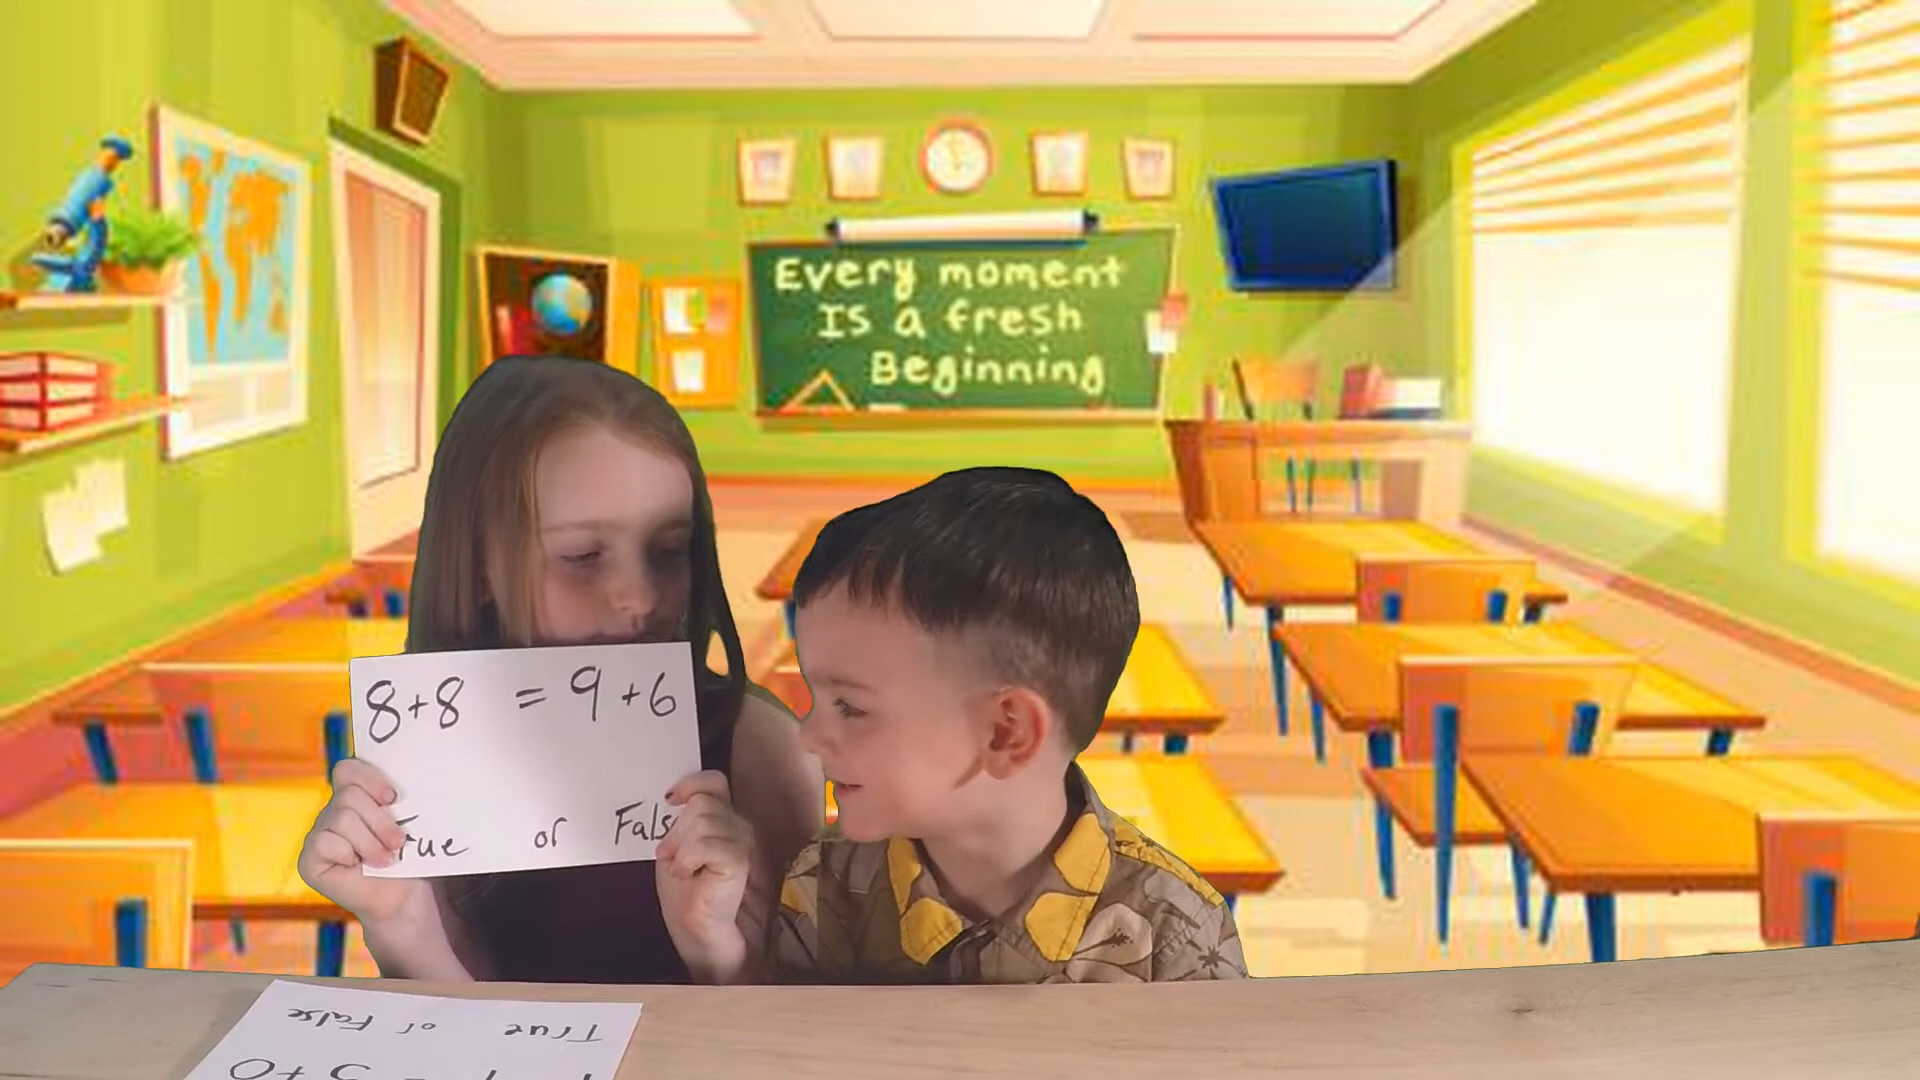 Every moment
Is a fresh
Beginning
8+8 = 9+6
True or False
True or False